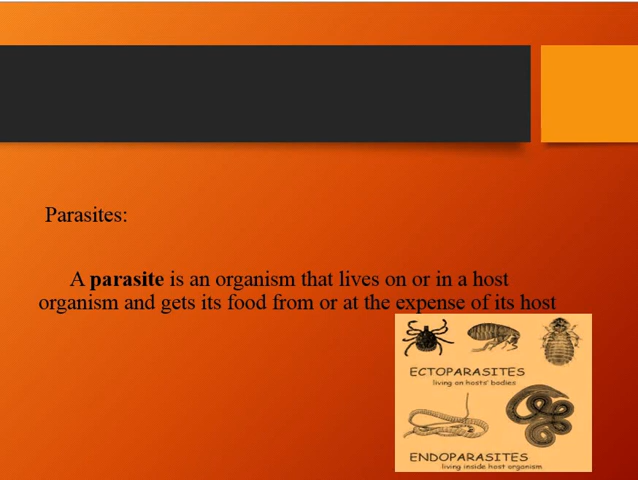 Parasites:
A parasite is an organism that lives on or in a host
organism and gets its food from or at the expense of its host
ECTOPARASITES
living on hosts' bodies
ENDOPARASITES
living inside host organism